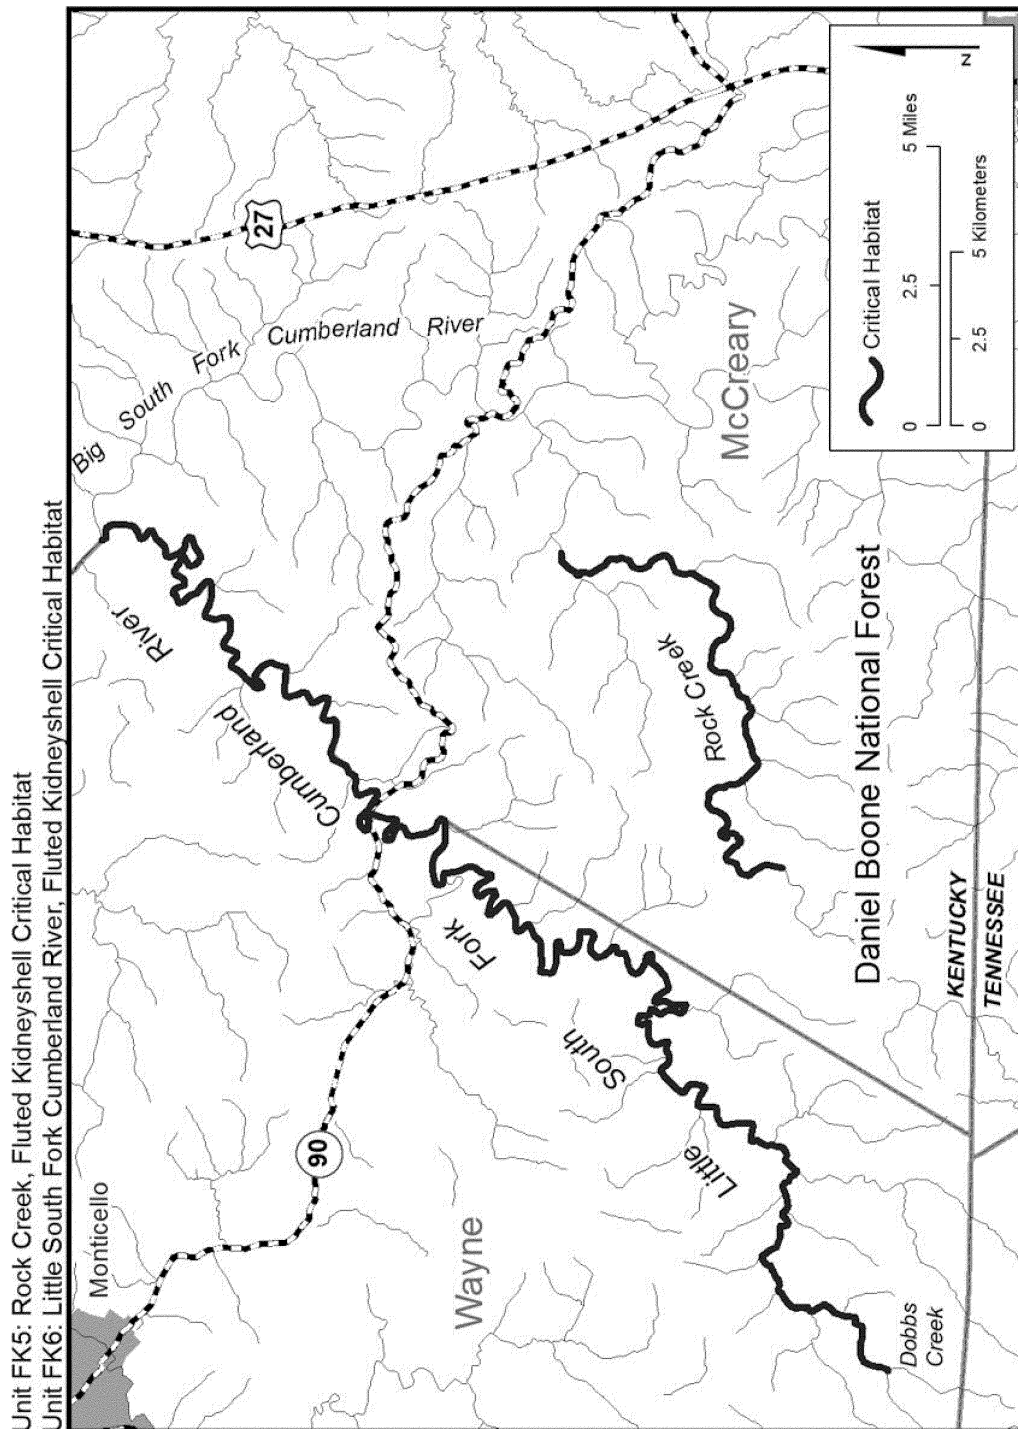 Unit FK5: Rock Creek, Fluted Kidneyshell Critical Habitat
Unit FK6: Little South Fork Cumberland River, Fluted Kidneyshell Critical Habitat
Monticello
90
27
Big South Fork Cumberland River
Little South Fork Cumberland River
Wayne
McCreary
Rock Creek
Daniel Boone National Forest
Dobbs
Creek
KENTUCKY
TENNESSEE
Critical Habitat
0 2.5 5 Miles
0 2.5 5 Kilometers
N